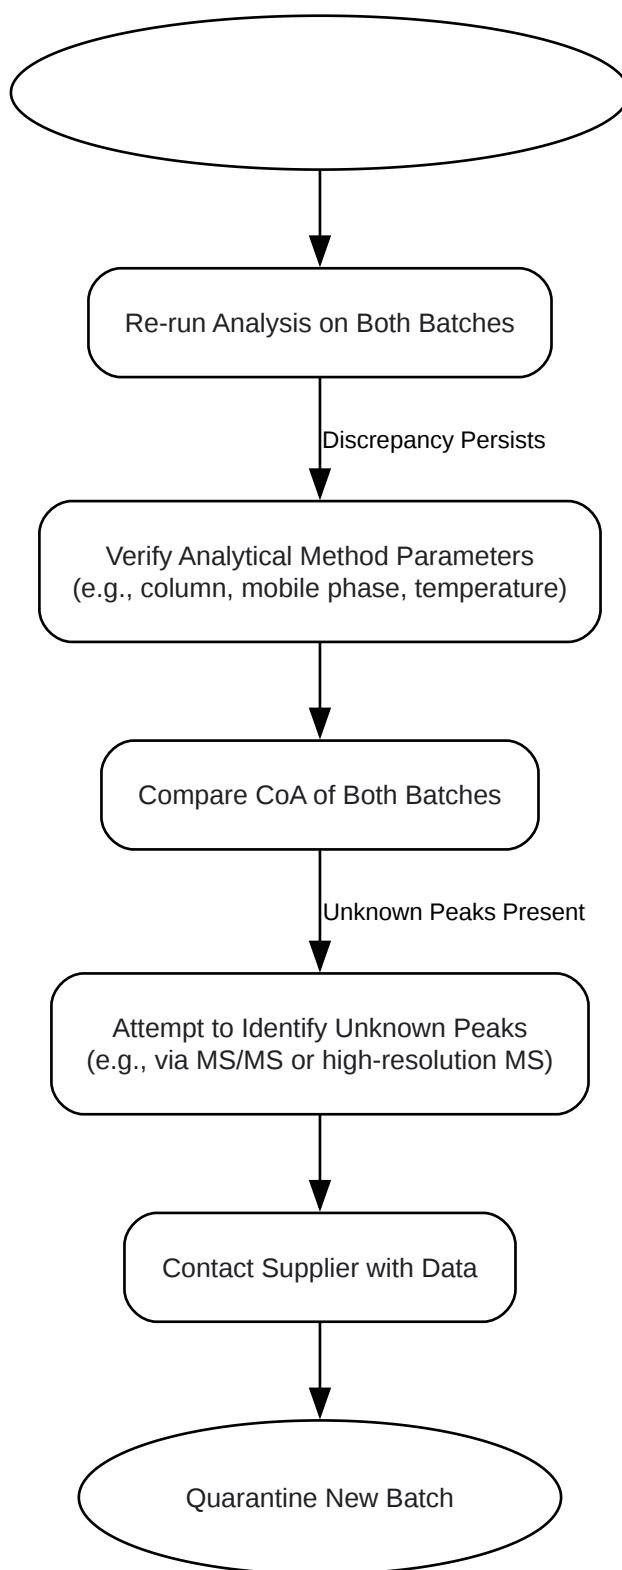 Re-run Analysis on Both Batches
Discrepancy Persists
Verify Analytical Method Parameters
(e.g., column, mobile phase, temperature)
Compare CoA of Both Batches
Unknown Peaks Present
Attempt to Identify Unknown Peaks
(e.g., via MS/MS or high-resolution MS)
Contact Supplier with Data
Quarantine New Batch